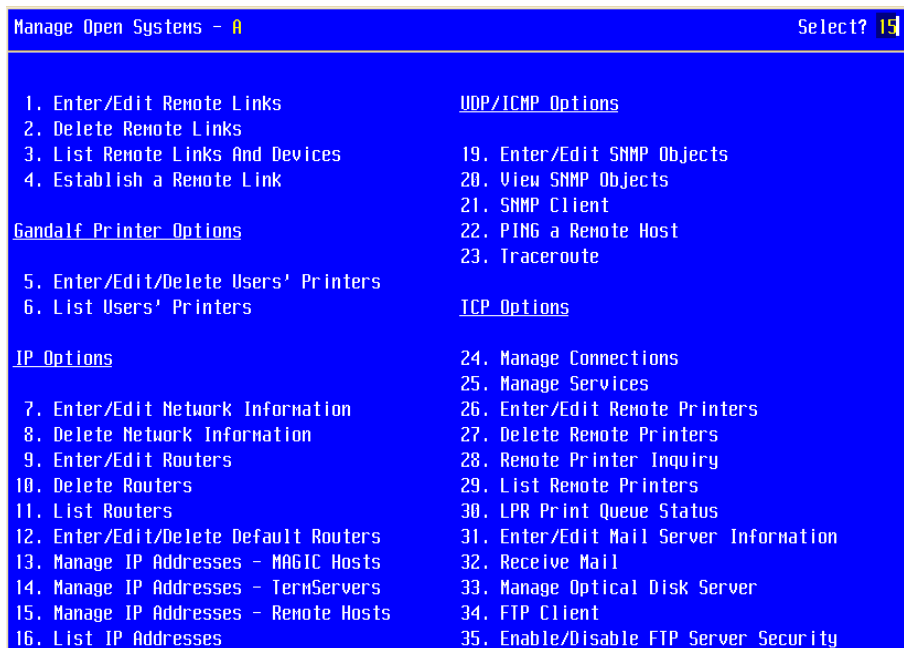 Manage Open Systems - A Select? 15
1. Enter/Edit Remote Links
2. Delete Remote Links
3. List Remote Links And Devices
4. Establish a Remote Link
Gandalf Printer Options
5. Enter/Edit/Delete Users' Printers
6. List Users' Printers
IP Options
7. Enter/Edit Network Information
8. Delete Network Information
9. Enter/Edit Routers
10. Delete Routers
11. List Routers
12. Enter/Edit/Delete Default Routers
13. Manage IP Addresses - MAGIC Hosts
14. Manage IP Addresses - TermServers
15. Manage IP Addresses - Remote Hosts
16. List IP Addresses
UDP/ICMP Options
19. Enter/Edit SNMP Objects
20. View SNMP Objects
21. SNMP Client
22. PING a Remote Host
23. Traceroute
TCP Options
24. Manage Connections
25. Manage Services
26. Enter/Edit Remote Printers
27. Delete Remote Printers
28. Remote Printer Inquiry
29. List Remote Printers
30. LPR Print Queue Status
31. Enter/Edit Mail Server Information
32. Receive Mail
33. Manage Optical Disk Server
34. FTP Client
35. Enable/Disable FTP Server Security